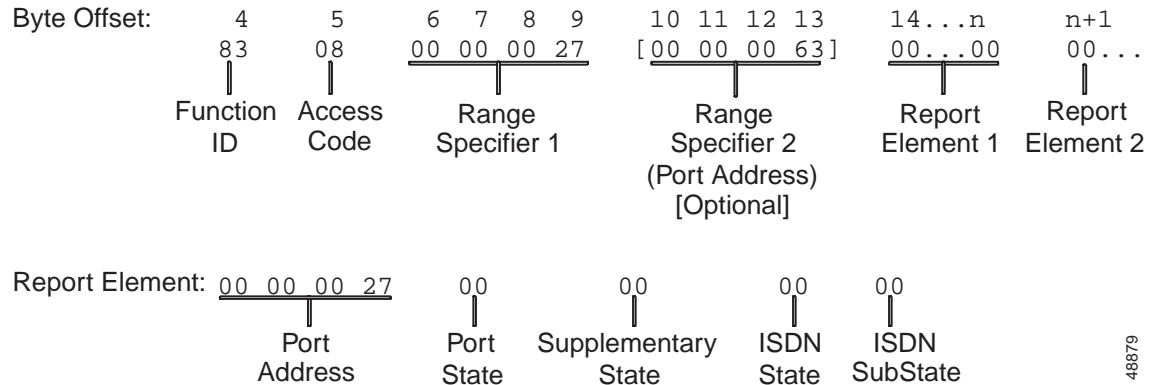 Byte Offset: 4 5 6 7 8 9 10 11 12 13 14...n n+1
83 08 00 00 00 27 [00 00 00 63] 00...00 00...
Function ID
Access Code
Range Specifier 1
Range Specifier 2 (Port Address) [Optional]
Report Element 1
Report Element 2
Report Element: 00 00 00 27 00 00 00 00
Port Address
Port State
Supplementary State
ISDN State
ISDN SubState
48879